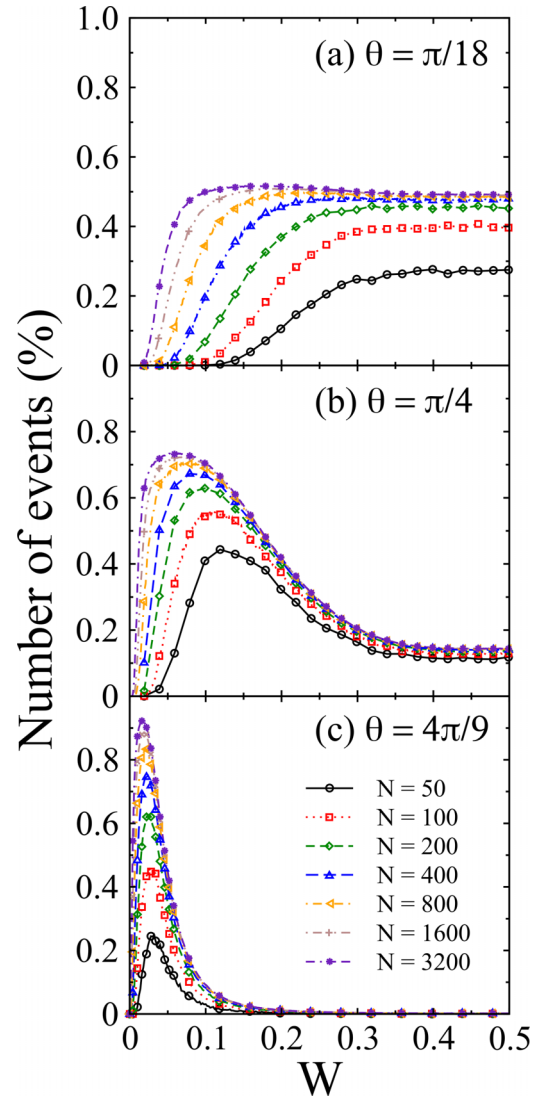 1.0
(a) θ = π/18
0.8
0.6
0.4
0.2
0
(b) θ = π/4
0.8
0.6
0.4
0.2
0
(c) θ = 4π/9
0.8
0.6
0.4
0.2
0
N = 50
N = 100
N = 200
N = 400
N = 800
N = 1600
N = 3200
0 0.1 0.2 0.3 0.4 0.5
W
Number of events (%)